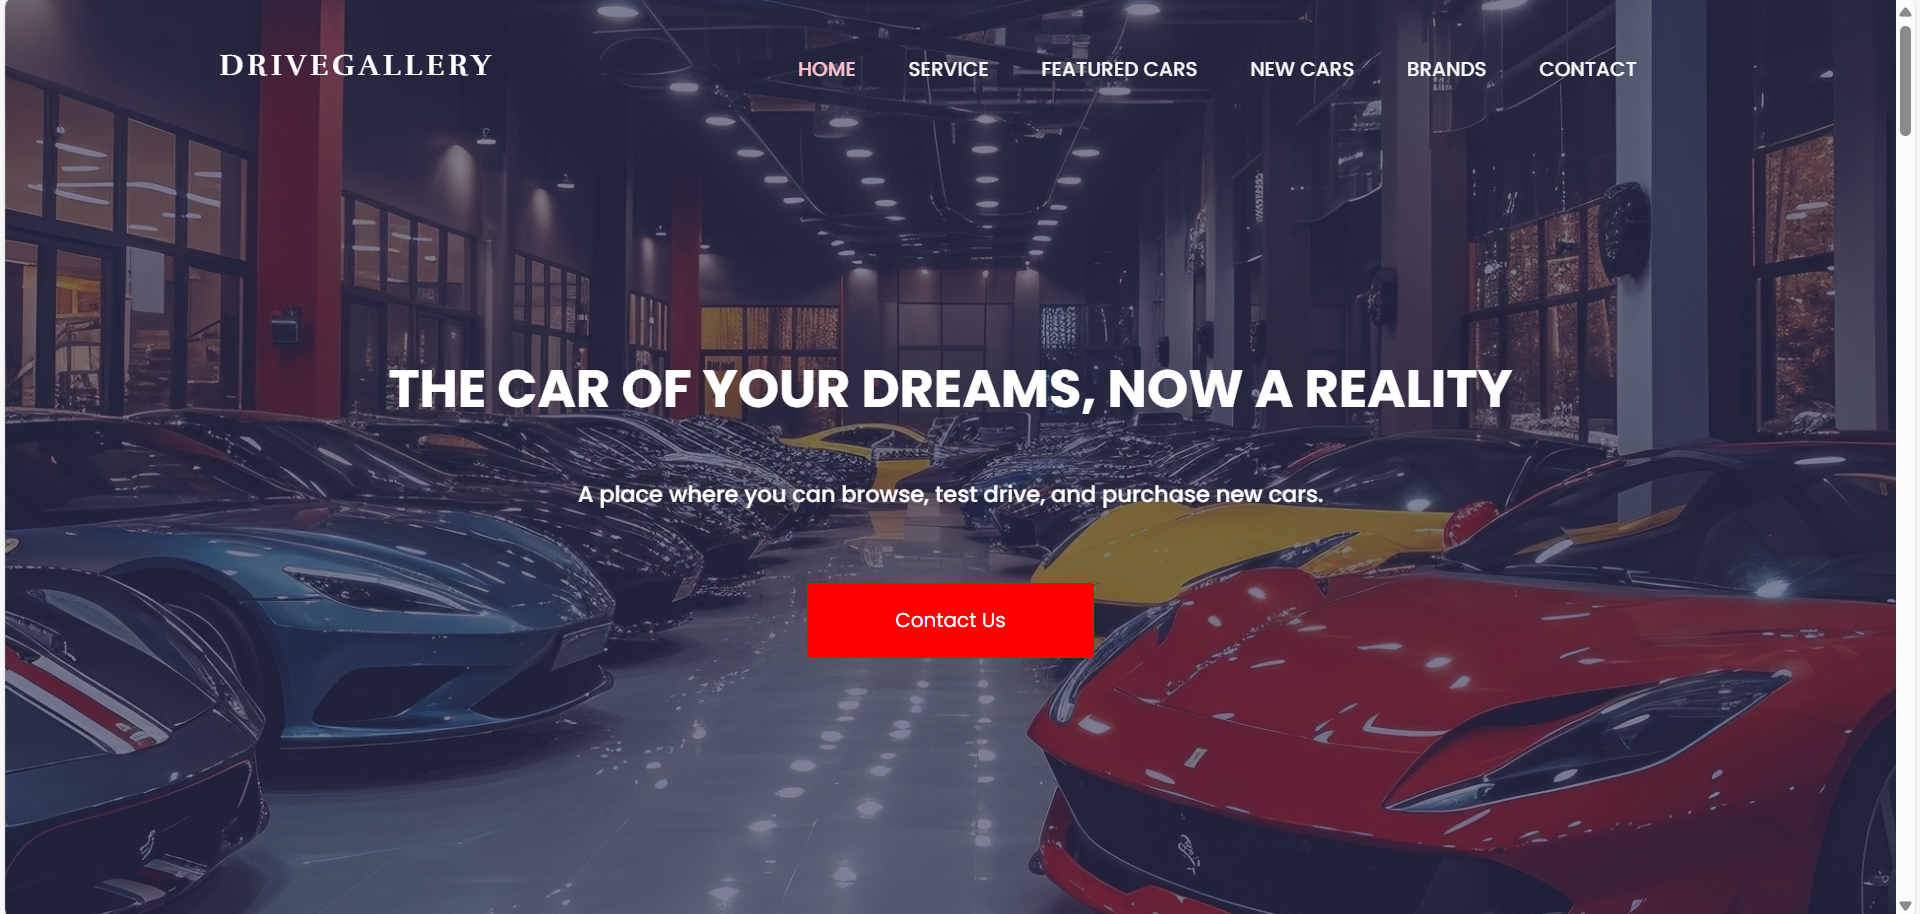 DRIVEGALLERY
HOME SERVICE FEATURED CARS NEW CARS BRANDS CONTACT
THE CAR OF YOUR DREAMS, NOW A REALITY
A place where you can browse, test drive, and purchase new cars.
Contact Us